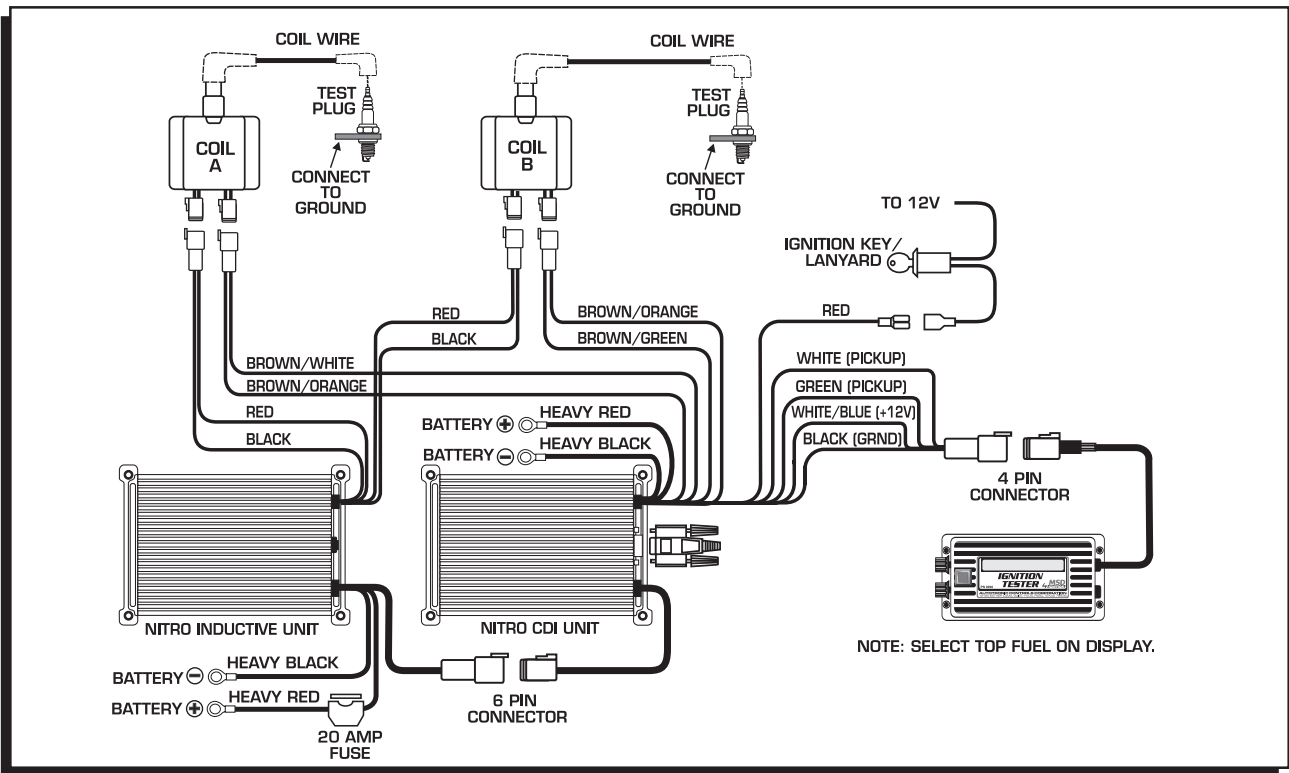 COIL WIRE
COIL WIRE
TEST
PLUG
TEST
PLUG
COIL
A
COIL
B
CONNECT
TO
GROUND
CONNECT
TO
GROUND
TO 12V
IGNITION KEY/
LANYARD
RED
BLACK
BROWN/ORANGE
BROWN/GREEN
RED
BROWN/WHITE
BROWN/ORANGE
RED
BLACK
BATTERY + HEAVY RED
BATTERY - HEAVY BLACK
WHITE (PICKUP)
GREEN (PICKUP)
WHITE/BLUE (+12V)
BLACK (GRND)
4 PIN
CONNECTOR
IGNITION
TESTER
MSD
NITRO INDUCTIVE UNIT
NITRO CDI UNIT
NOTE: SELECT TOP FUEL ON DISPLAY.
BATTERY - HEAVY BLACK
BATTERY + HEAVY RED
20 AMP
FUSE
6 PIN
CONNECTOR